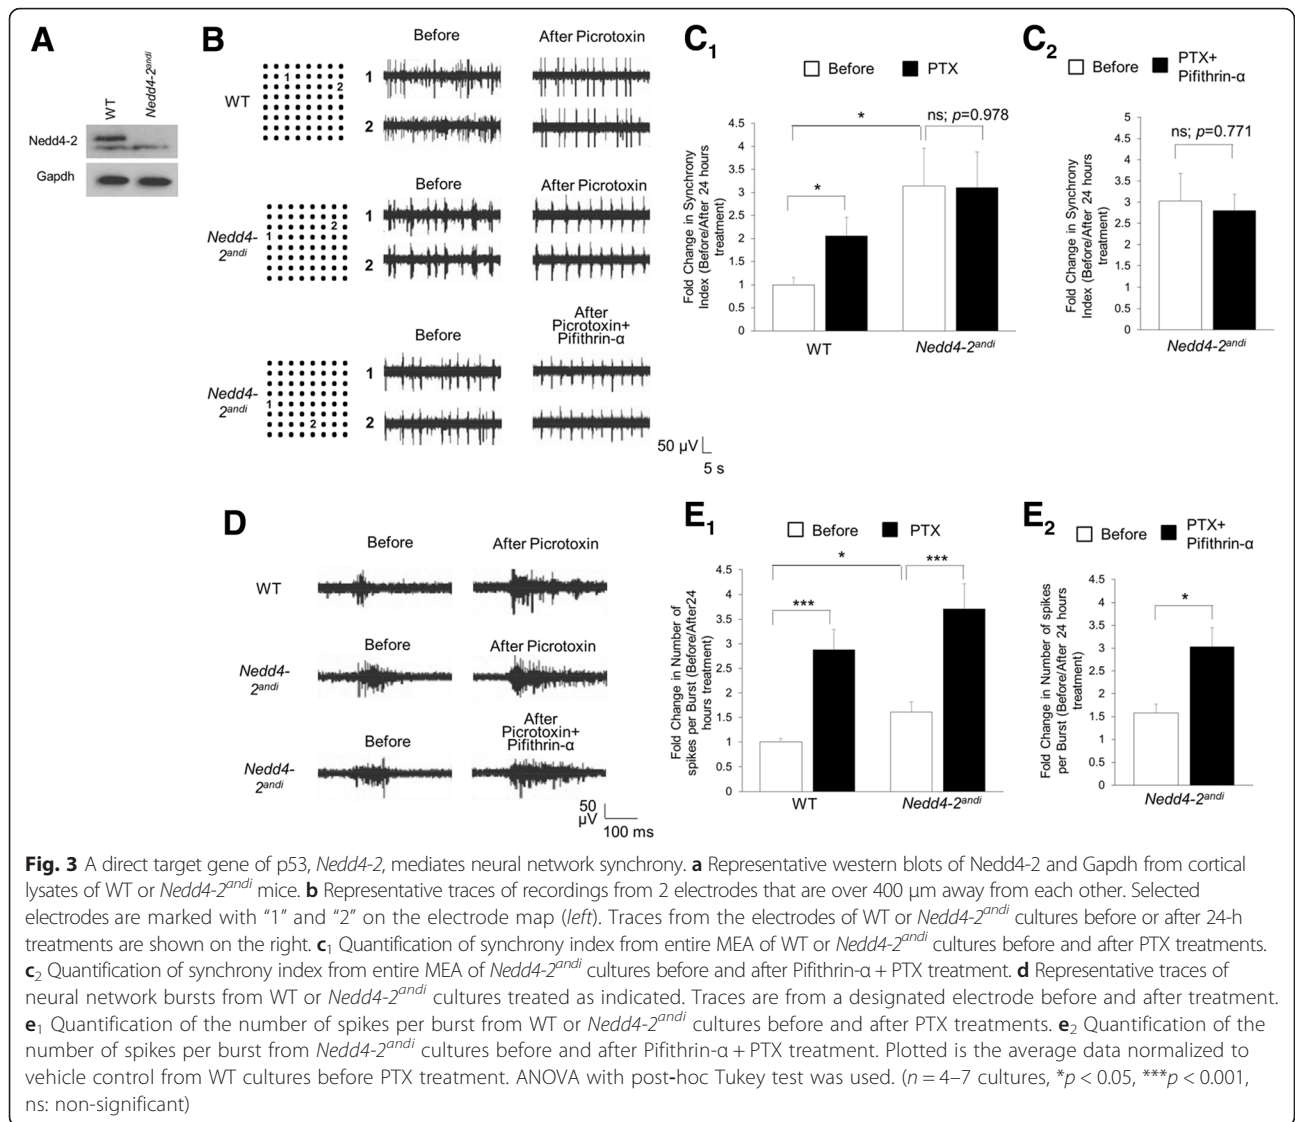 A
WT
Nedd4-2andi
Nedd4-2
Gapdh
B
Before
After Picrotoxin
WT
1
2
1
2
Before
After Picrotoxin
Nedd4-
2andi
1
2
1
2
Before
After
Picrotoxin+
Pifithrin-α
Nedd4-
2andi
1
2
1
2
50 µV
5 s
C1
Before
PTX
Fold Change in Synchrony
Index (Before/After 24 hours
treatment)
4.5
4
3.5
3
2.5
2
1.5
1
0.5
0
*
*
ns; p=0.978
WT
Nedd4-2andi
C2
Before
PTX+
Pifithrin-α
Fold Change in Synchrony
Index (Before/After 24 hours
treatment)
5
4.5
4
3.5
3
2.5
2
1.5
1
0.5
0
ns; p=0.771
Nedd4-2andi
D
Before
After Picrotoxin
WT
Before
After Picrotoxin
Nedd4-
2andi
Before
After
Picrotoxin+
Pifithrin-α
Nedd4-
2andi
50
µV
100 ms
E1
Before
PTX
Fold Change in Number of
spikes per Burst (Before/After24
hours treatment)
4.5
4
3.5
3
2.5
2
1.5
1
0.5
0
*
***
***
WT
Nedd4-2andi
E2
Before
PTX+
Pifithrin-α
Fold Change in Number of spikes
per Burst (Before/After 24 hours
treatment)
4.5
4
3.5
3
2.5
2
1.5
1
0.5
0
*
Nedd4-2andi
Fig. 3 A direct target gene of p53, Nedd4-2, mediates neural network synchrony. a Representative western blots of Nedd4-2 and Gapdh from cortical
lysates of WT or Nedd4-2andi mice. b Representative traces of recordings from 2 electrodes that are over 400 µm away from each other. Selected
electrodes are marked with “1” and “2” on the electrode map (left). Traces from the electrodes of WT or Nedd4-2andi cultures before or after 24-h
treatments are shown on the right. c1 Quantification of synchrony index from entire MEA of WT or Nedd4-2andi cultures before and after PTX treatments.
c2 Quantification of synchrony index from entire MEA of Nedd4-2andi cultures before and after Pifithrin-α + PTX treatment. d Representative traces of
neural network bursts from WT or Nedd4-2andi cultures treated as indicated. Traces are from a designated electrode before and after treatment.
e1 Quantification of the number of spikes per burst from WT or Nedd4-2andi cultures before and after PTX treatments. e2 Quantification of the
number of spikes per burst from Nedd4-2andi cultures before and after Pifithrin-α + PTX treatment. Plotted is the average data normalized to
vehicle control from WT cultures before PTX treatment. ANOVA with post-hoc Tukey test was used. (n = 4–7 cultures, *p < 0.05, ***p < 0.001,
ns: non-significant)